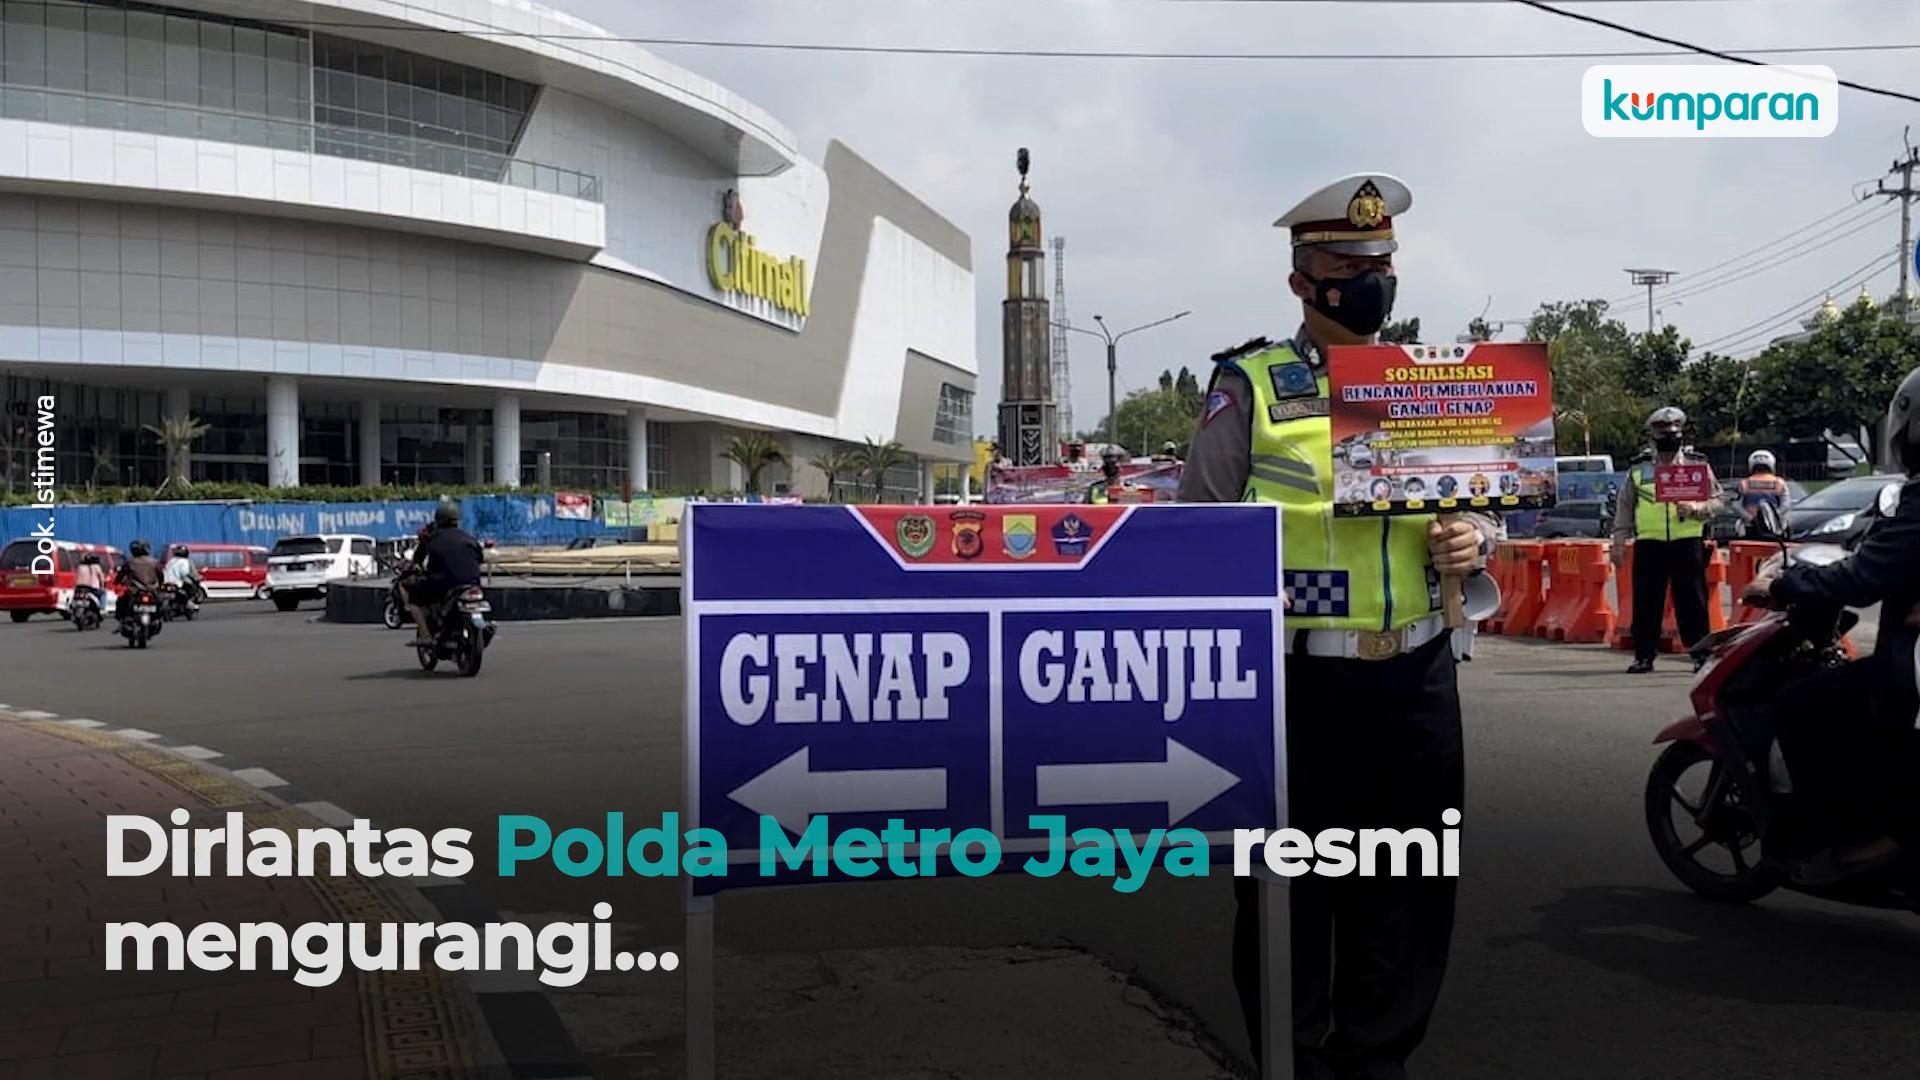 kumparan
Citimall
SOSIALISASI
RENCANA PEMBERLAKUAN
GANJIL GENAP
Dok. Istimewa
GENAP
GANJIL
Dirlantas Polda Metro Jaya resmi
mengurangi...